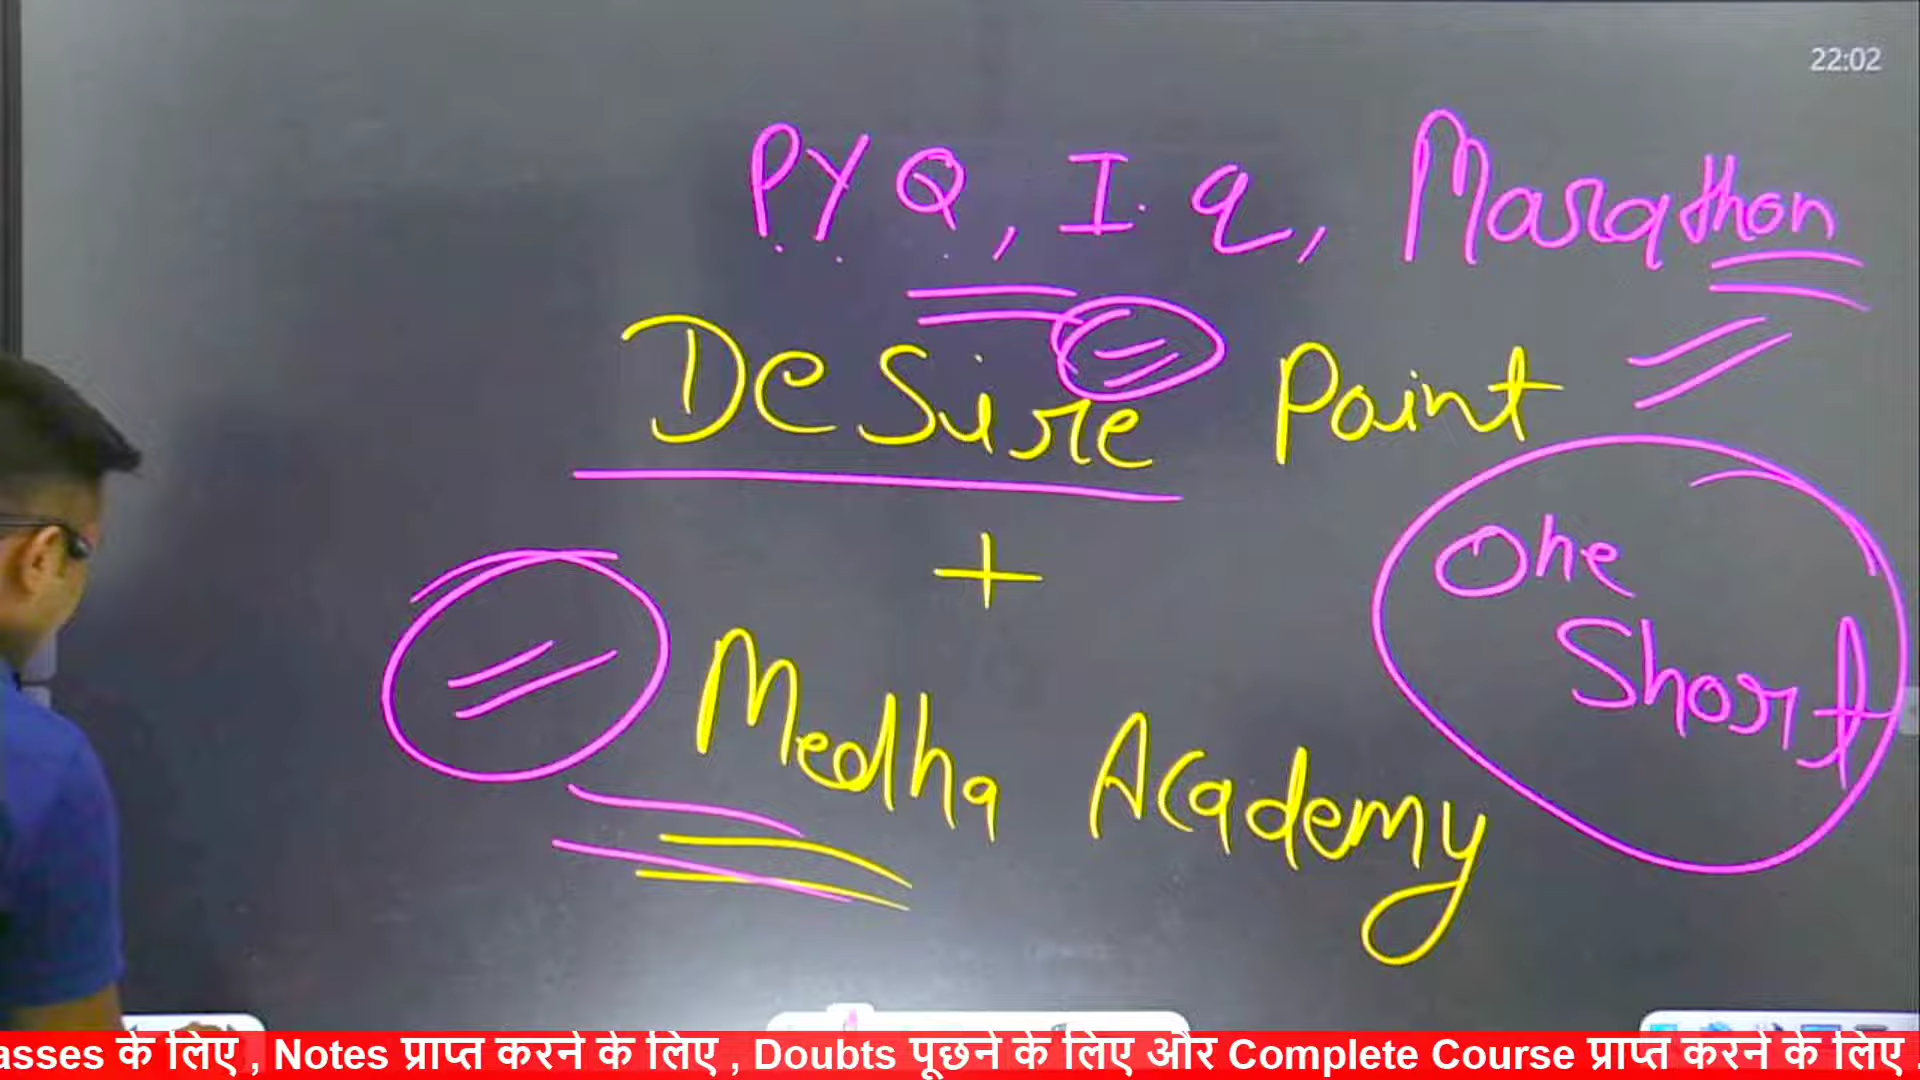 22:02
PYQ, I.q, Marathon
Desire Point
+
One
Short
Medha Academy
asses के लिए , Notes प्राप्त करने के लिए , Doubts पूछने के लिए और Complete Course प्राप्त करने के लिए ,